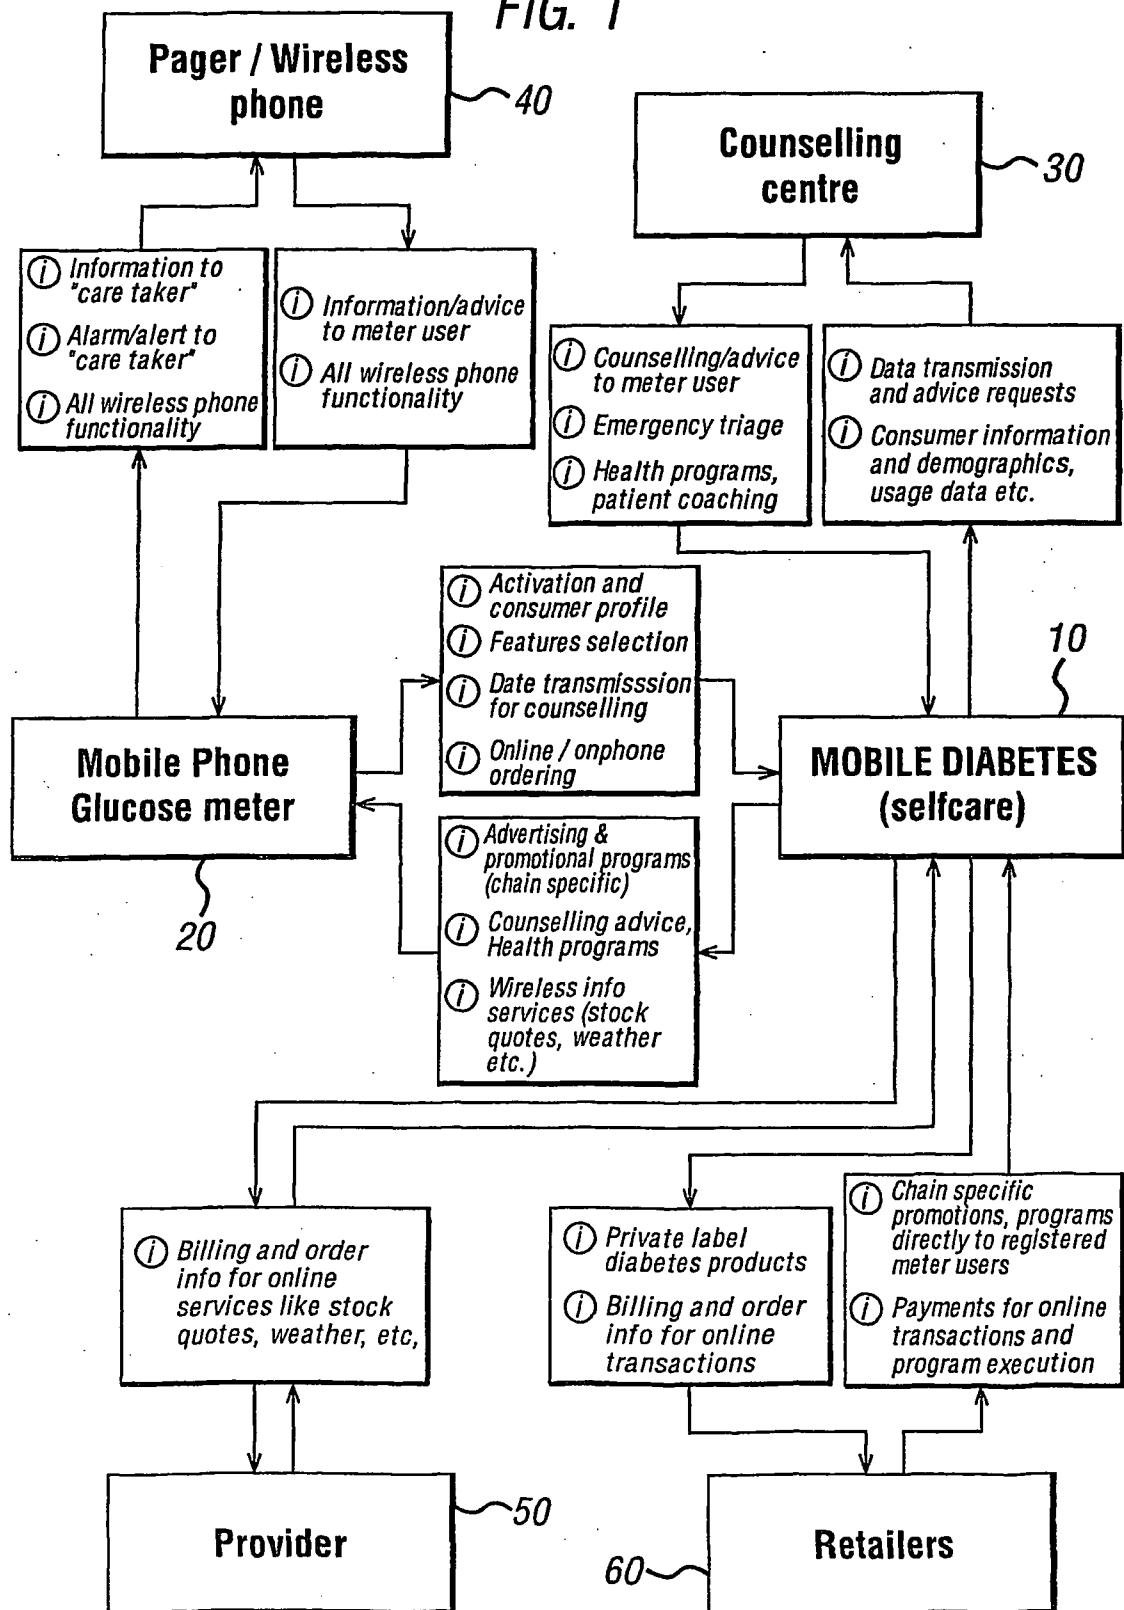 FIG. 1
Pager / Wireless
phone
40
Counselling
centre
30
ⓘ Information to
"care taker"
ⓘ Alarm/alert to
"care taker"
ⓘ All wireless phone
functionality
ⓘ Information/advice
to meter user
ⓘ All wireless phone
functionality
ⓘ Counselling/advice
to meter user
ⓘ Emergency triage
ⓘ Health programs,
patient coaching
ⓘ Data transmission
and advice requests
ⓘ Consumer information
and demographics,
usage data etc.
ⓘ Activation and
consumer profile
ⓘ Features selection
ⓘ Date transmisssion
for counselling
ⓘ Online / onphone
ordering
10
Mobile Phone
Glucose meter
20
MOBILE DIABETES
(selfcare)
ⓘ Advertising &
promotional programs
(chain specific)
ⓘ Counselling advice,
Health programs
ⓘ Wireless info
services (stock
quotes, weather
etc.)
ⓘ Billing and order
info for online
services like stock
quotes, weather, etc,
ⓘ Private label
diabetes products
ⓘ Billing and order
info for online
transactions
ⓘ Chain specific
promotions, programs
directly to registered
meter users
ⓘ Payments for online
transactions and
program execution
Provider
50
Retailers
60